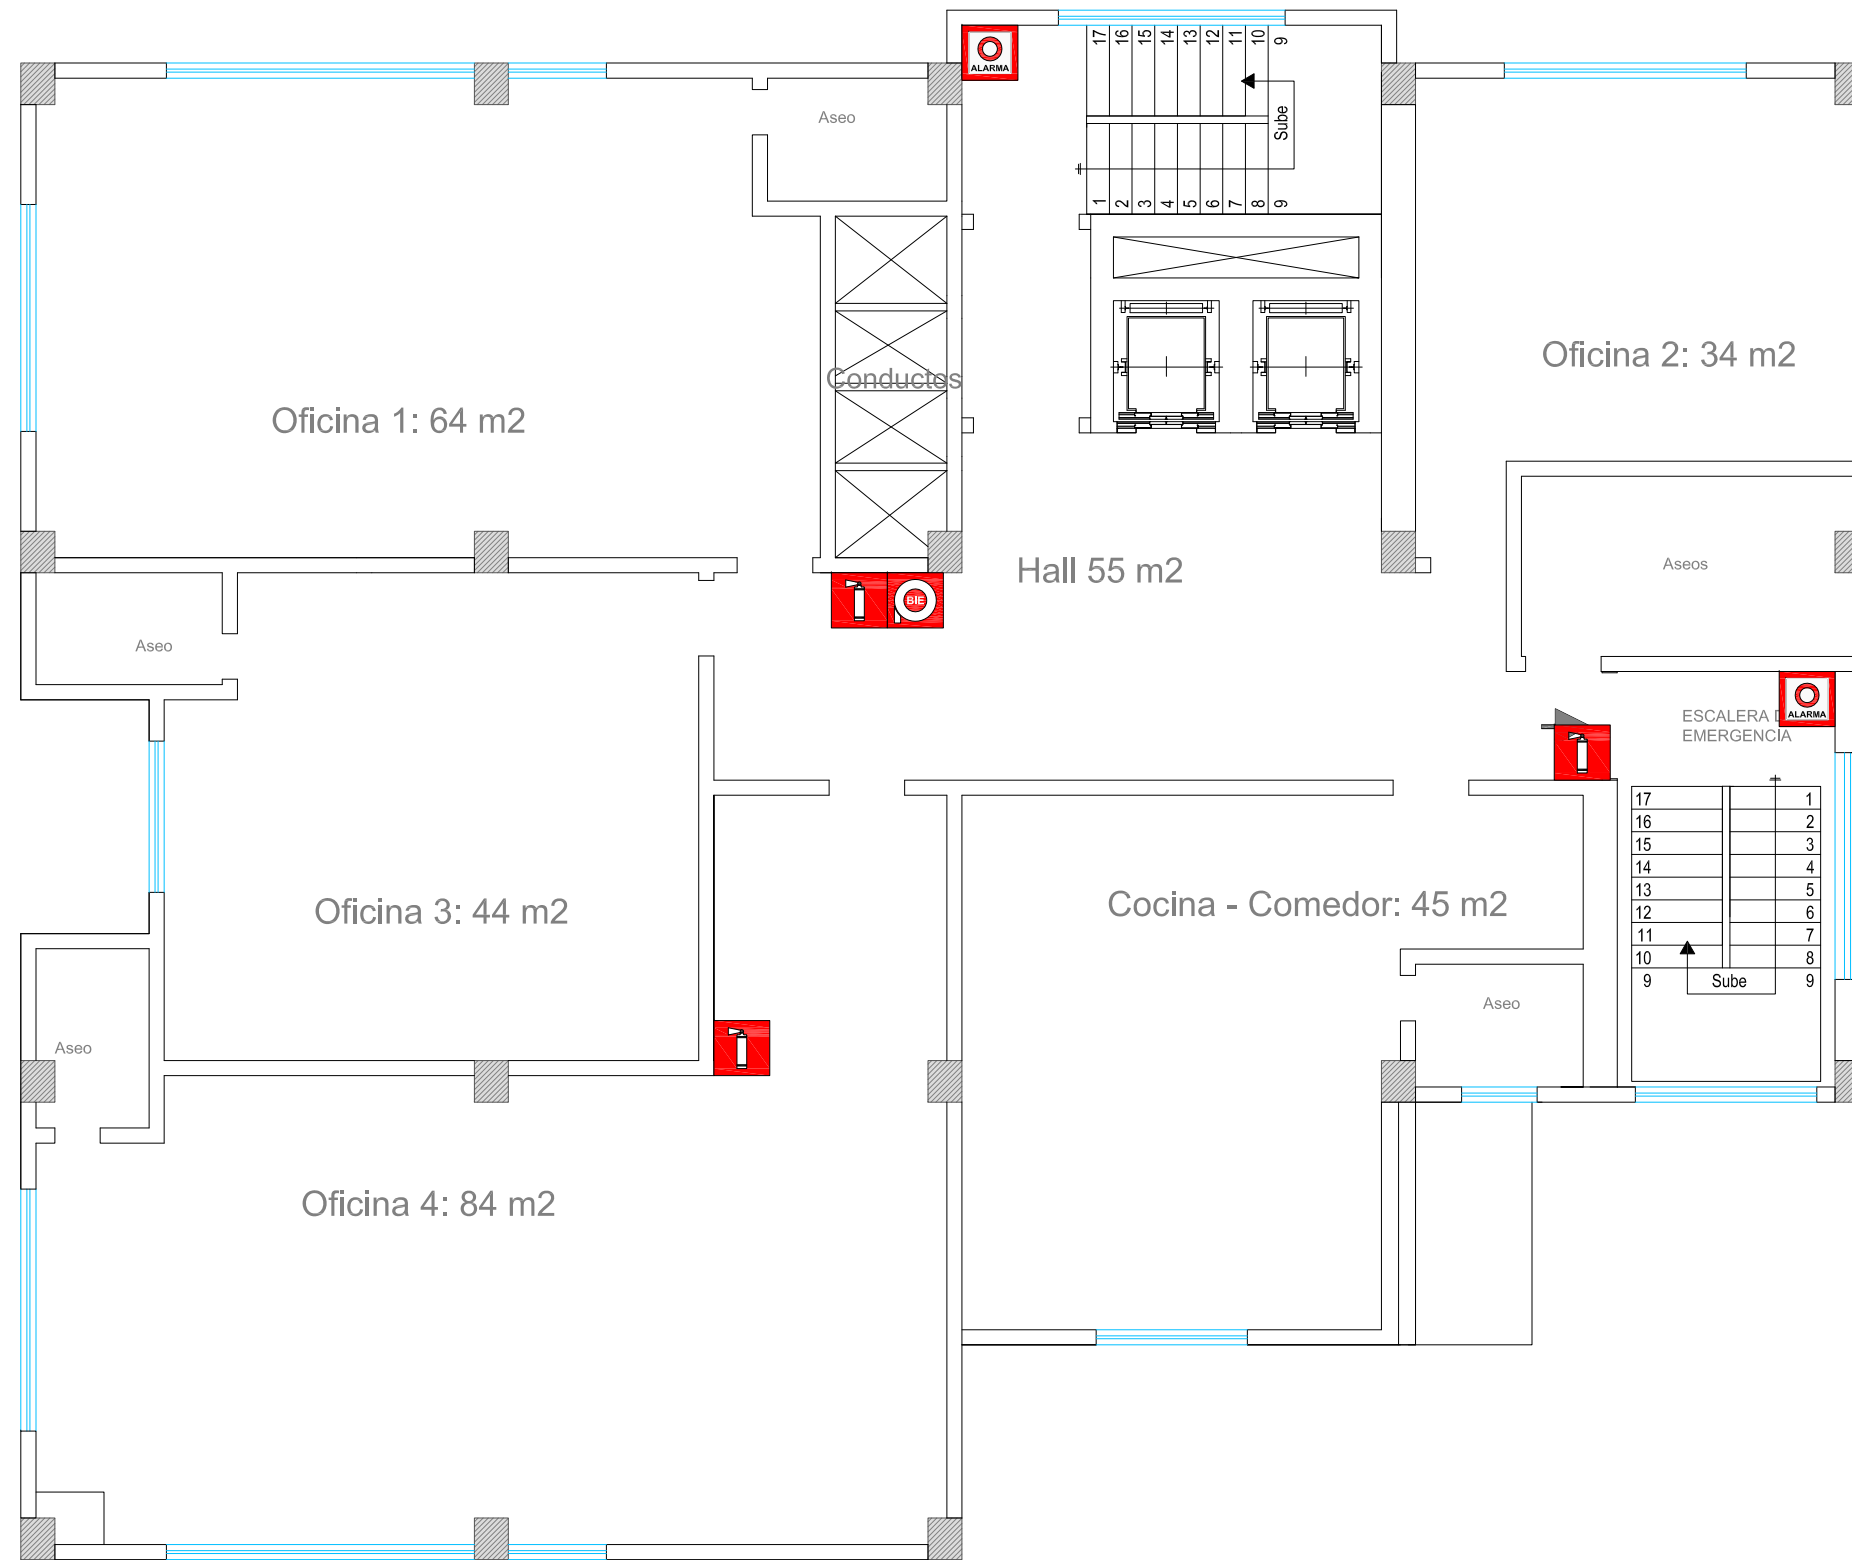 17 16 15 14 13 12 11 10 9
ALARMA
Aseo
Sube
1 2 3 4 5 6 7 8 9
Oficina 2: 34 m2
Conductos
Oficina 1: 64 m2
Hall 55 m2
Aseos
BIE
Aseo
ALARMA
ESCALERA
EMERGENCIA
17 1
16 2
15 3
14 4
13 5
12 6
11 7
10 8
9 Sube 9
Oficina 3: 44 m2
Cocina - Comedor: 45 m2
Aseo
Aseo
Oficina 4: 84 m2